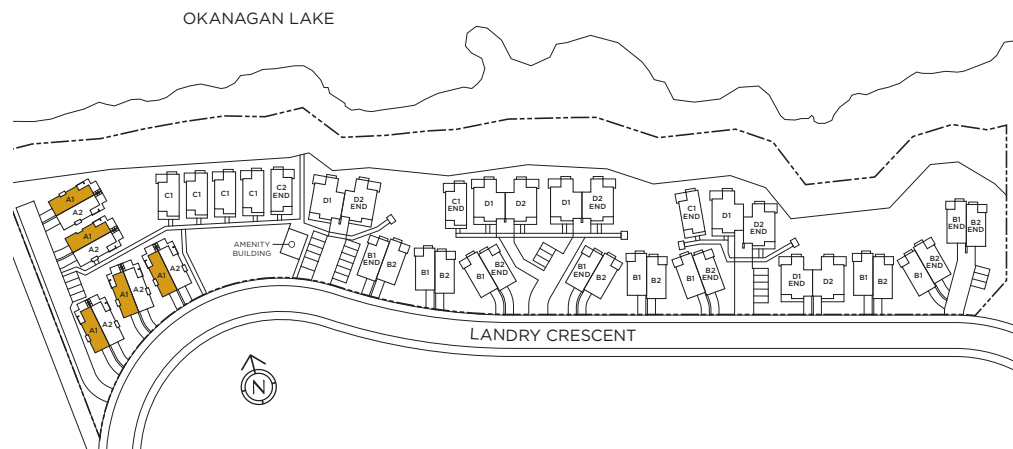 OKANAGAN LAKE
A1
A2
A1
A2
A1
A2
A1
A2
A1
A2
C1
C1
C1
C1
C2
END
D1
D2
END
AMENITY
BUILDING
B1
END
B2
B1
B2
C1
END
D1
D2
D1
D2
END
B1
B2
END
B1
END
B2
B1
B2
C1
END
D1
D2
END
B1
B2
END
D1
END
D2
B1
B2
B1
B2
END
B1
END
B2
END
LANDRY CRESCENT
N